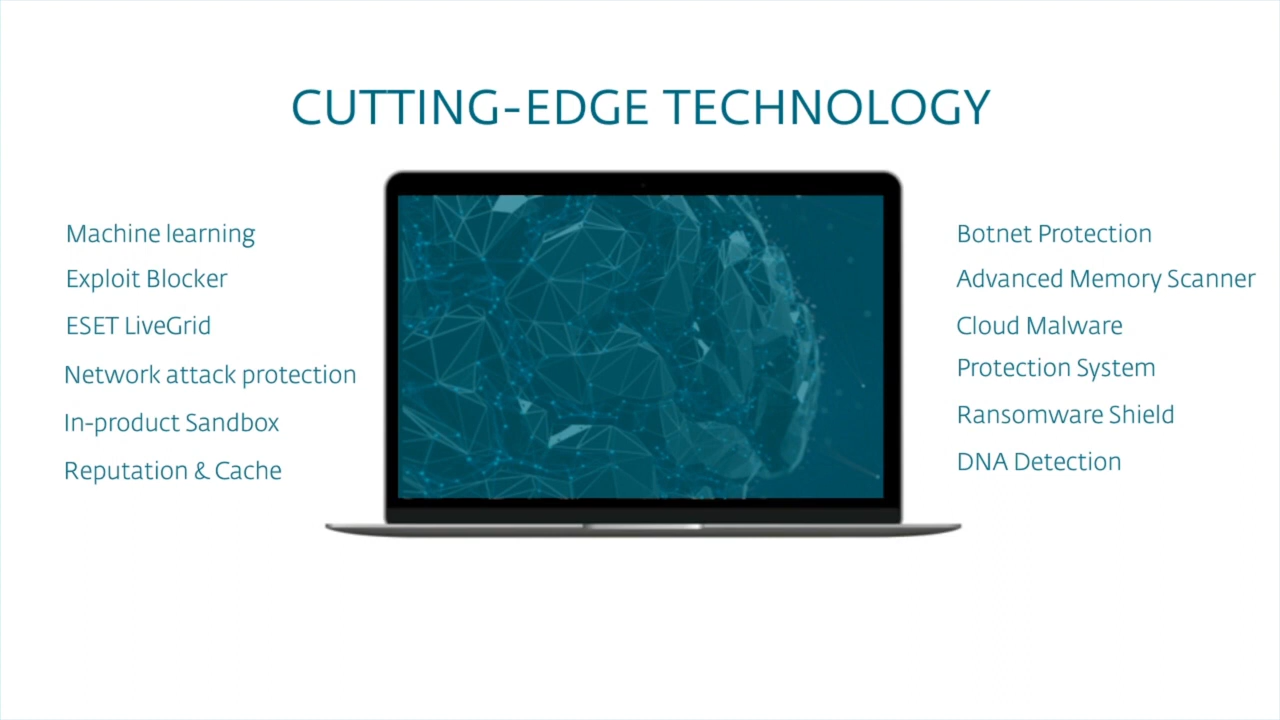 CUTTING-EDGE TECHNOLOGY
Machine learning
Exploit Blocker
ESET LiveGrid
Network attack protection
In-product Sandbox
Reputation & Cache
Botnet Protection
Advanced Memory Scanner
Cloud Malware
Protection System
Ransomware Shield
DNA Detection